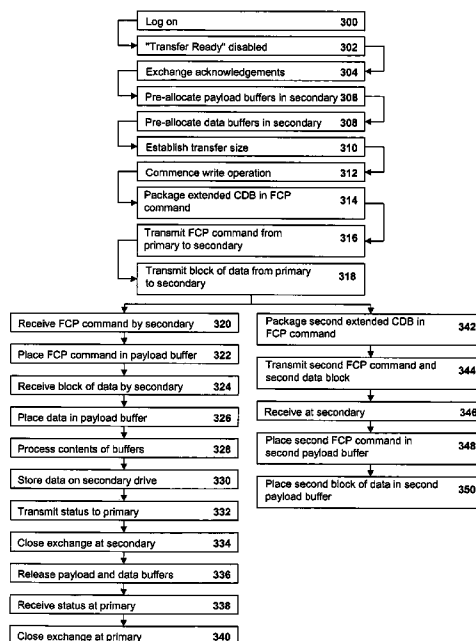 Log on 300
"Transfer Ready" disabled 302
Exchange acknowledgements 304
Pre-allocate payload buffers in secondary 306
Pre-allocate data buffers in secondary 308
Establish transfer size 310
Commence write operation 312
Package extended CDB in FCP 314
command
Transmit FCP command from 316
primary to secondary
Transmit block of data from primary 318
to secondary
Receive FCP command by secondary 320
Place FCP command in payload buffer 322
Receive block of data by secondary 324
Place data in payload buffer 326
Process contents of buffers 328
Store data on secondary drive 330
Transmit status to primary 332
Close exchange at secondary 334
Release payload and data buffers 336
Receive status at primary 338
Close exchange at primary 340
Package second extended CDB in 342
FCP command
Transmit second FCP command and 344
second data block
Receive at secondary 346
Place second FCP command in 348
second payload buffer
Place second block of data in second 350
payload buffer